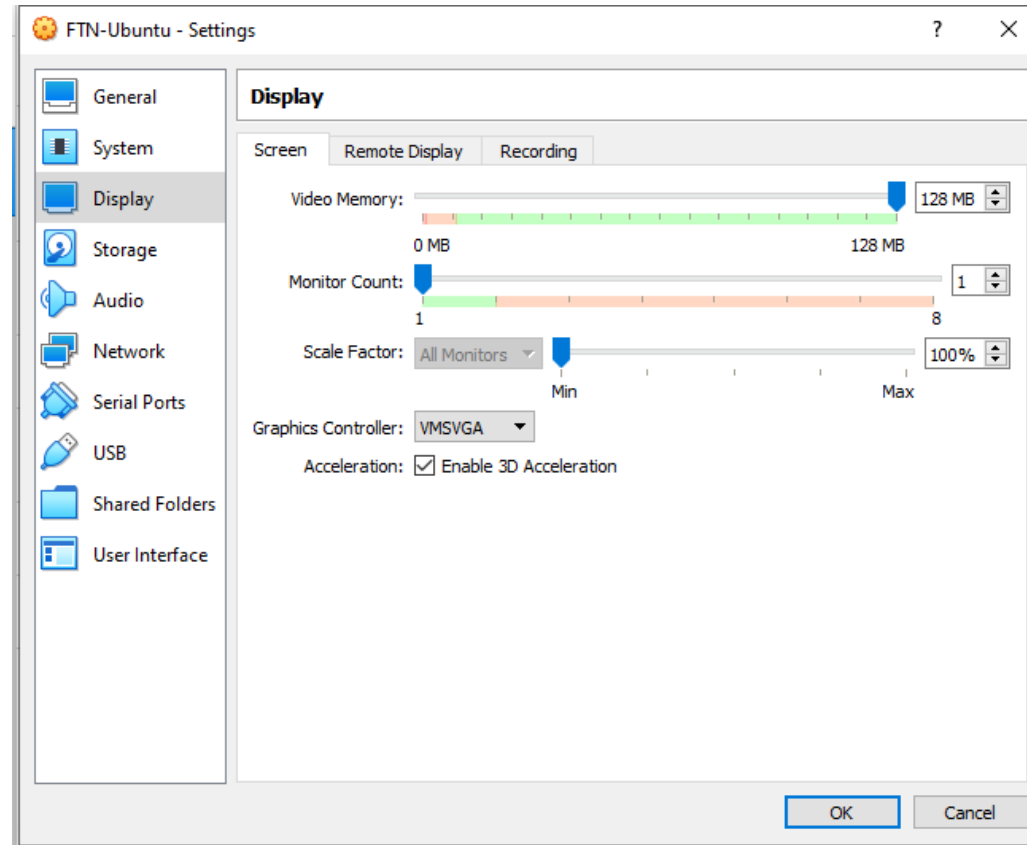 FTN-Ubuntu - Settings
?
General
System
Display
Storage
Audio
Network
Serial Ports
USB
Shared Folders
User Interface
Display
Screen
Remote Display
Recording
Video Memory:
128 MB
0 MB
128 MB
Monitor Count:
1
1
8
Scale Factor:
All Monitors
100%
Min
Max
Graphics Controller:
VMSVGA
Acceleration:
Enable 3D Acceleration
OK
Cancel